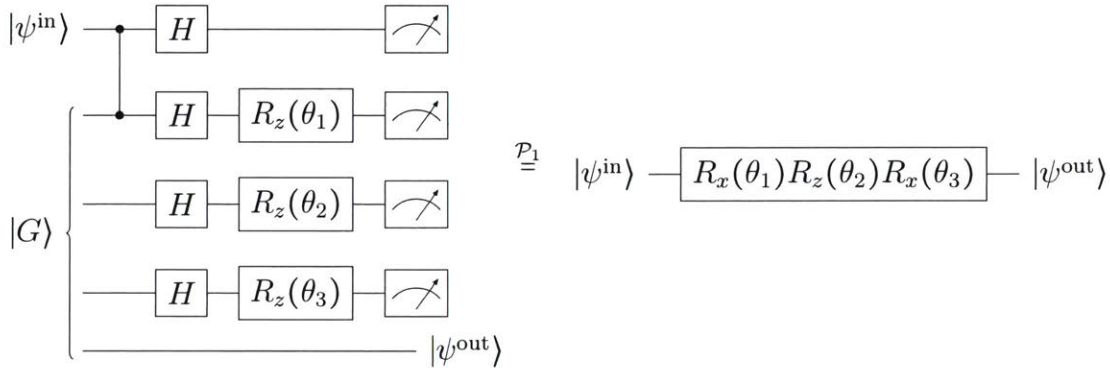 |ψ^in⟩ H
H R_z(θ_1)
𝒫_1
= |ψ^in⟩ R_x(θ_1)R_z(θ_2)R_x(θ_3) |ψ^out⟩
H R_z(θ_2)
|G⟩
H R_z(θ_3)
|ψ^out⟩